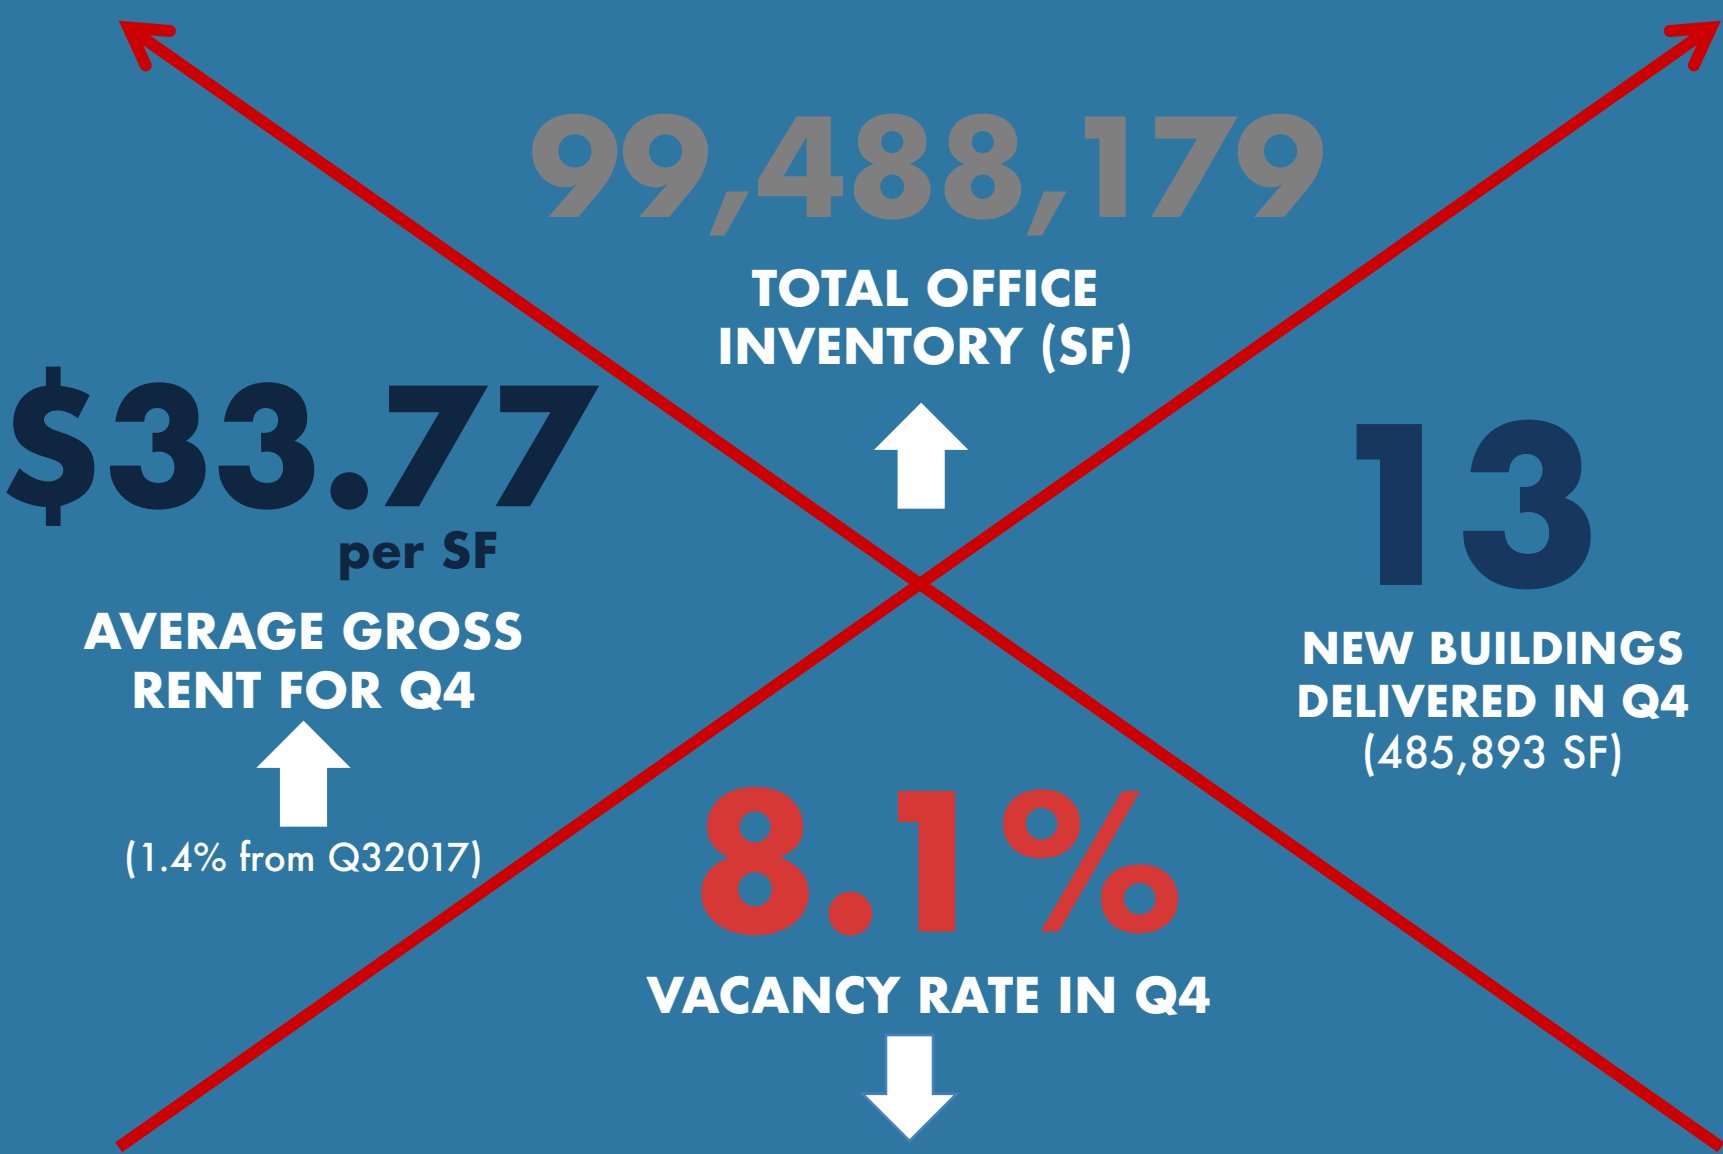 99,488,179
TOTAL OFFICE
INVENTORY (SF)
$33.77
per SF
AVERAGE GROSS
RENT FOR Q4
(1.4% from Q32017)
13
NEW BUILDINGS
DELIVERED IN Q4
(485,893 SF)
8.1%
VACANCY RATE IN Q4